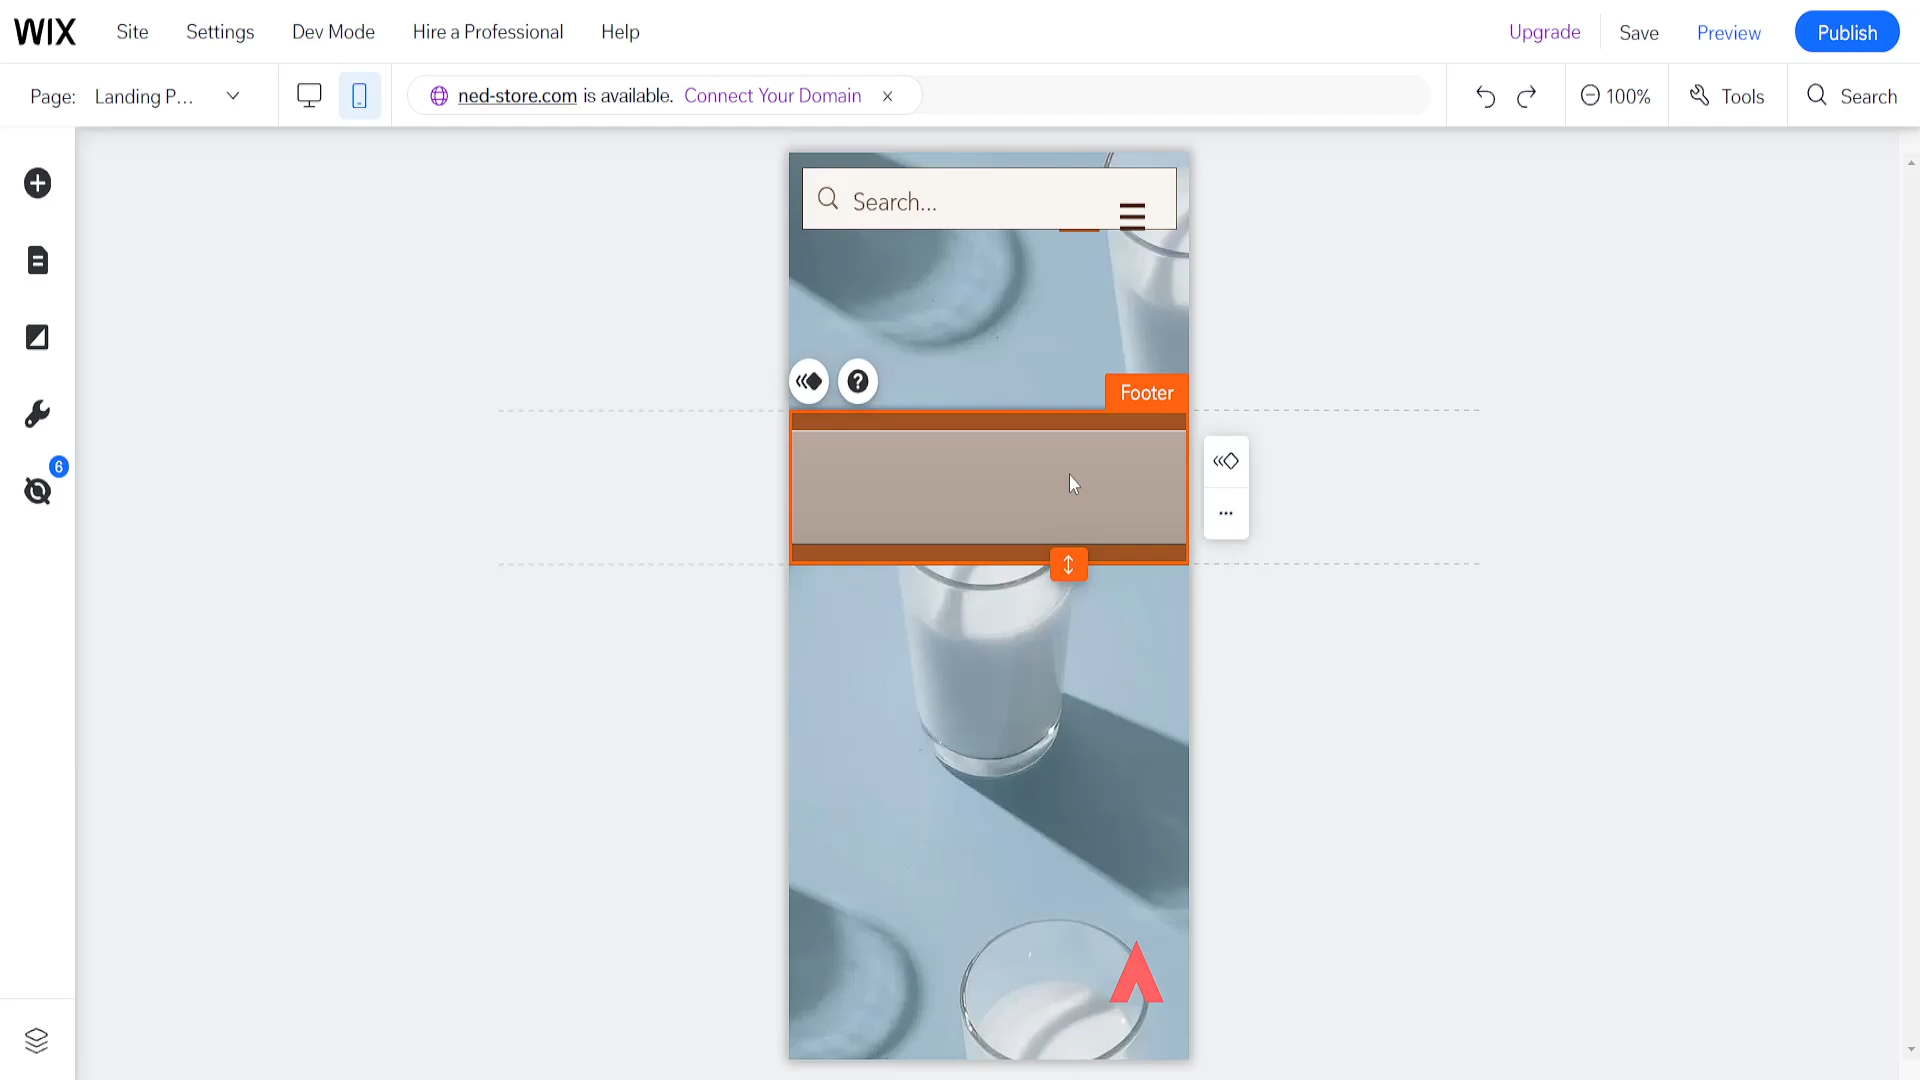 WIX Site Settings Dev Mode Hire a Professional Help Upgrade Save Preview Publish
Page: Landing P... ned-store.com is available. Connect Your Domain x 100% Tools Search
Search...
Footer
6